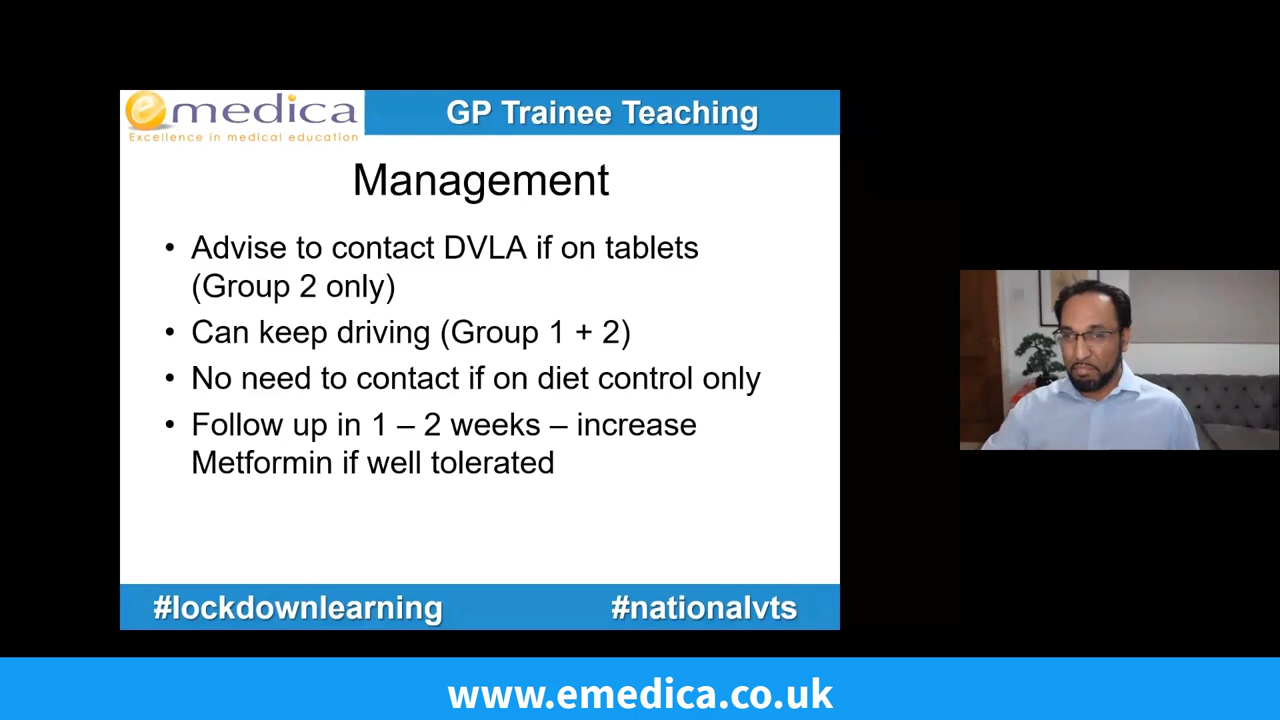 emedica
Excellence in medical education
GP Trainee Teaching
Management
• Advise to contact DVLA if on tablets
(Group 2 only)
• Can keep driving (Group 1 + 2)
• No need to contact if on diet control only
• Follow up in 1 – 2 weeks – increase
Metformin if well tolerated
#lockdownlearning
#nationalvts
www.emedica.co.uk